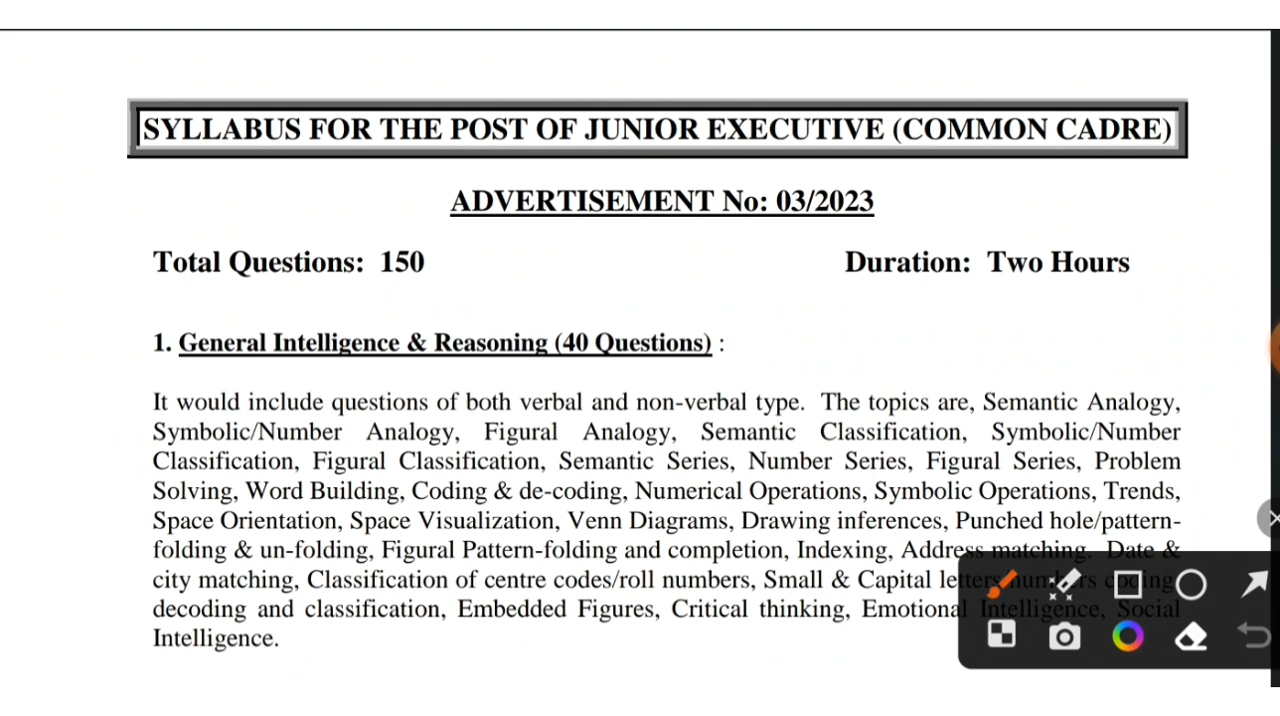 SYLLABUS FOR THE POST OF JUNIOR EXECUTIVE (COMMON CADRE)
ADVERTISEMENT No: 03/2023
Total Questions: 150 Duration: Two Hours
1. General Intelligence & Reasoning (40 Questions) :
It would include questions of both verbal and non-verbal type. The topics are, Semantic Analogy,
Symbolic/Number Analogy, Figural Analogy, Semantic Classification, Symbolic/Number
Classification, Figural Classification, Semantic Series, Number Series, Figural Series, Problem
Solving, Word Building, Coding & de-coding, Numerical Operations, Symbolic Operations, Trends,
Space Orientation, Space Visualization, Venn Diagrams, Drawing inferences, Punched hole/pattern-
folding & un-folding, Figural Pattern-folding and completion, Indexing, Address matching. Date &
city matching, Classification of centre codes/roll numbers, Small & Capital letters/numbers coding
decoding and classification, Embedded Figures, Critical thinking, Emotional Intelligence, Social
Intelligence.